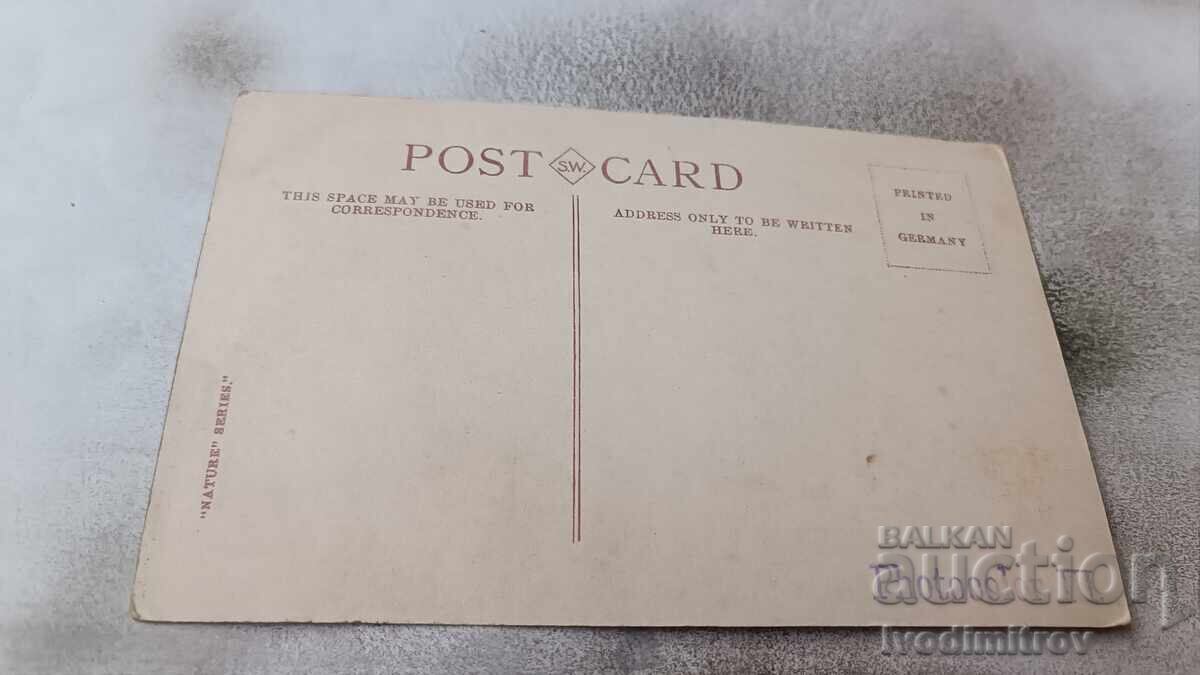 POST S.W. CARD
THIS SPACE MAY BE USED FOR
CORRESPONDENCE.
ADDRESS ONLY TO BE WRITTEN
HERE.
PRINTED
IN
GERMANY
"NATURE" SERIES.
BALKAN
auction
Ivodimitrov